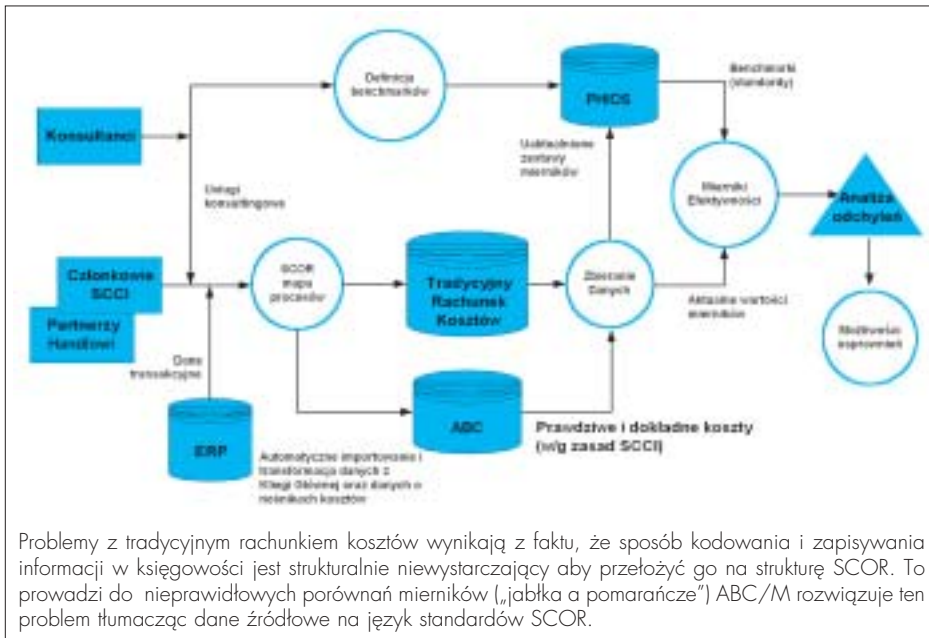 Definicja
benchmarków
PMCS
Benchmarki
(standardy)
Konsultanci
Uaktualnione
zestawy
mierników
Mierniki
Efektywności
Analiza
odchyleń
Usługi
konsultingowe
Członkowie
SCCI
Partnerzy
Handlowi
SCOR
mapa
procesów
Tradycyjny
Rachunek
Kosztów
Zbieranie
Danych
Aktualne wartości
mierników
Możliwości
usprawnień
Dane
transakcyjne
ERP
ABC
Prawdziwe i dokładne koszty
(w/g zasad SCCI)
Automatyczne importowanie i
transformacja danych z
Księgi Głównej oraz danych o
nośnikach kosztów
Problemy z tradycyjnym rachunkiem kosztów wynikają z faktu, że sposób kodowania i zapisywania
informacji w księgowości jest strukturalnie niewystarczający aby przełożyć go na strukturę SCOR. To
prowadzi do nieprawidłowych porównań mierników („jabłka a pomarańcze”) ABC/M rozwiązuje ten
problem tłumacząc dane źródłowe na język standardów SCOR.